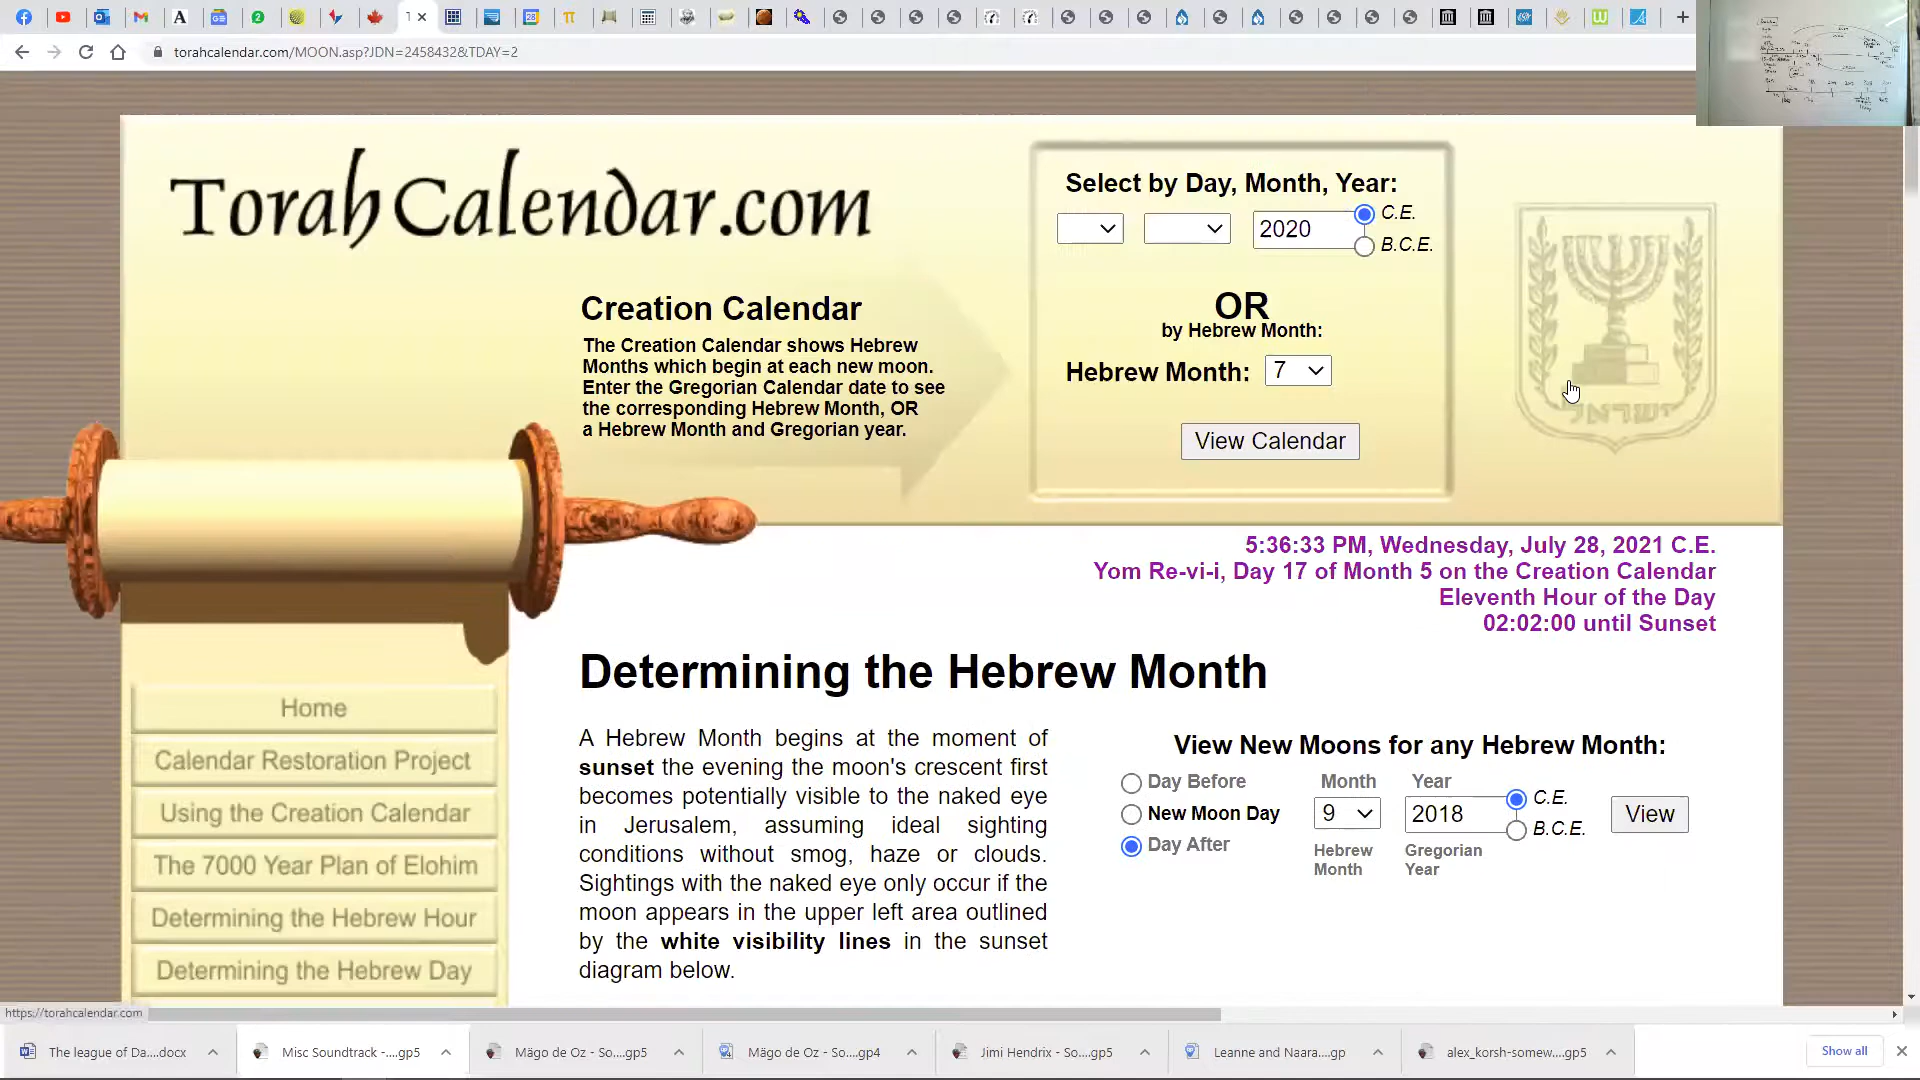 torahcalendar.com/MOON.asp?JDN=2458432&TDAY=2
TorahCalendar.com
Creation Calendar
The Creation Calendar shows Hebrew
Months which begin at each new moon.
Enter the Gregorian Calendar date to see
the corresponding Hebrew Month, OR
a Hebrew Month and Gregorian year.
Select by Day, Month, Year:
2020
C.E.
B.C.E.
OR
by Hebrew Month:
Hebrew Month: 7
View Calendar
ישראל
5:36:33 PM, Wednesday, July 28, 2021 C.E.
Yom Re-vi-i, Day 17 of Month 5 on the Creation Calendar
Eleventh Hour of the Day
02:02:00 until Sunset
Home
Calendar Restoration Project
Using the Creation Calendar
The 7000 Year Plan of Elohim
Determining the Hebrew Hour
Determining the Hebrew Day
Determining the Hebrew Month
A Hebrew Month begins at the moment of
sunset the evening the moon's crescent first
becomes potentially visible to the naked eye
in Jerusalem, assuming ideal sighting
conditions without smog, haze or clouds.
Sightings with the naked eye only occur if the
moon appears in the upper left area outlined
by the white visibility lines in the sunset
diagram below.
View New Moons for any Hebrew Month:
Day Before
New Moon Day
Day After
Month
9
Hebrew
Month
Year
2018
Gregorian
Year
C.E.
B.C.E.
View
https://torahcalendar.com
The league of Da....docx
Misc Soundtrack -....gp5
Mägo de Oz - So....gp5
Mägo de Oz - So....gp4
Jimi Hendrix - So....gp5
Leanne and Naara....gp
alex_korsh-somew....gp5
Show all